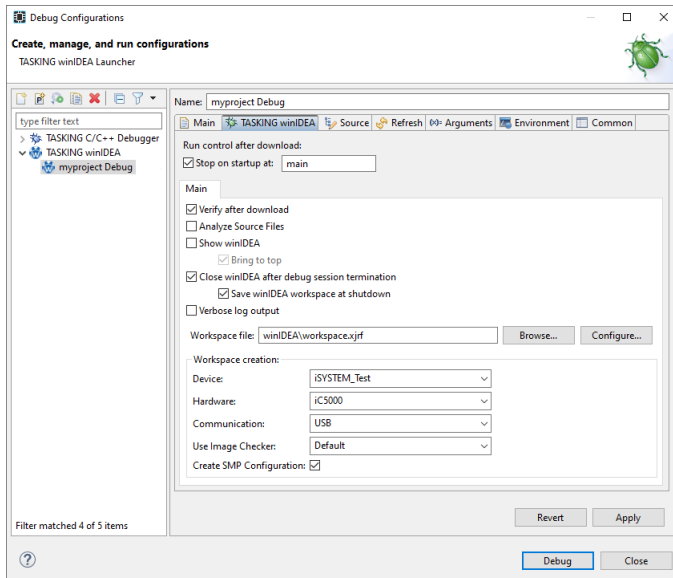 Debug Configurations
Create, manage, and run configurations
TASKING winIDEA Launcher
type filter text
TASKING C/C++ Debugger
TASKING winIDEA
myproject Debug
Filter matched 4 of 5 items
Name: myproject Debug
Main TASKING winIDEA Source Refresh (x)= Arguments Environment Common
Run control after download:
Stop on startup at: main
Main
Verify after download
Analyze Source Files
Show winIDEA
Bring to top
Close winIDEA after debug session termination
Save winIDEA workspace at shutdown
Verbose log output
Workspace file: winIDEA\workspace.xjrf Browse... Configure...
Workspace creation:
Device: iSYSTEM_Test
Hardware: iC5000
Communication: USB
Use Image Checker: Default
Create SMP Configuration:
Revert Apply
? Debug Close